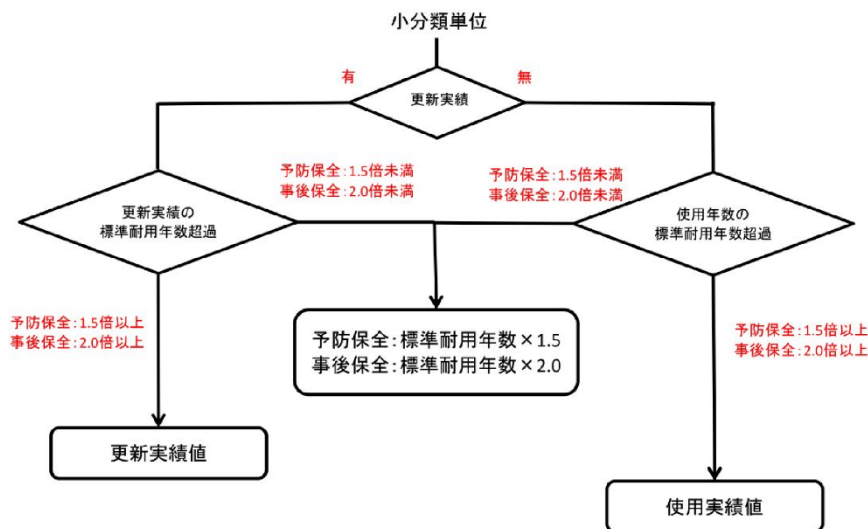 小分類単位
有
無
更新実績
予防保全:1.5倍未満
事後保全:2.0倍未満
予防保全:1.5倍未満
事後保全:2.0倍未満
更新実績の
標準耐用年数超過
使用年数の
標準耐用年数超過
予防保全:1.5倍以上
事後保全:2.0倍以上
予防保全:標準耐用年数×1.5
事後保全:標準耐用年数×2.0
予防保全:1.5倍以上
事後保全:2.0倍以上
更新実績値
使用実績値